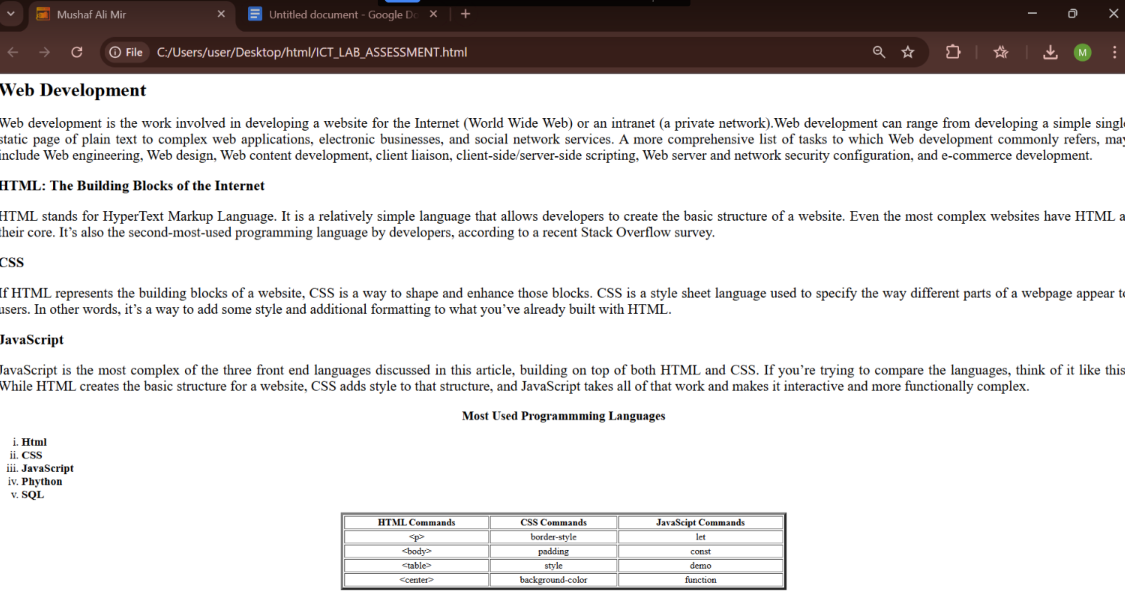 Mushaf Ali Mir
Untitled document - Google Do
File C:/Users/user/Desktop/html/ICT_LAB_ASSESSMENT.html
M
Web Development
Web development is the work involved in developing a website for the Internet (World Wide Web) or an intranet (a private network).Web development can range from developing a simple singl
static page of plain text to complex web applications, electronic businesses, and social network services. A more comprehensive list of tasks to which Web development commonly refers, may
include Web engineering, Web design, Web content development, client liaison, client-side/server-side scripting, Web server and network security configuration, and e-commerce development.
HTML: The Building Blocks of the Internet
HTML stands for HyperText Markup Language. It is a relatively simple language that allows developers to create the basic structure of a website. Even the most complex websites have HTML a
their core. It’s also the second-most-used programming language by developers, according to a recent Stack Overflow survey.
CSS
If HTML represents the building blocks of a website, CSS is a way to shape and enhance those blocks. CSS is a style sheet language used to specify the way different parts of a webpage appear to
users. In other words, it’s a way to add some style and additional formatting to what you’ve already built with HTML.
JavaScript
JavaScript is the most complex of the three front end languages discussed in this article, building on top of both HTML and CSS. If you’re trying to compare the languages, think of it like this
While HTML creates the basic structure for a website, CSS adds style to that structure, and JavaScript takes all of that work and makes it interactive and more functionally complex.
Most Used Programmming Languages
i. Html
ii. CSS
iii. JavaScript
iv. Phython
v. SQL
HTML Commands CSS Commands JavaScipt Commands
<p> border-style let
<body> padding const
<table> style demo
<center> background-color function